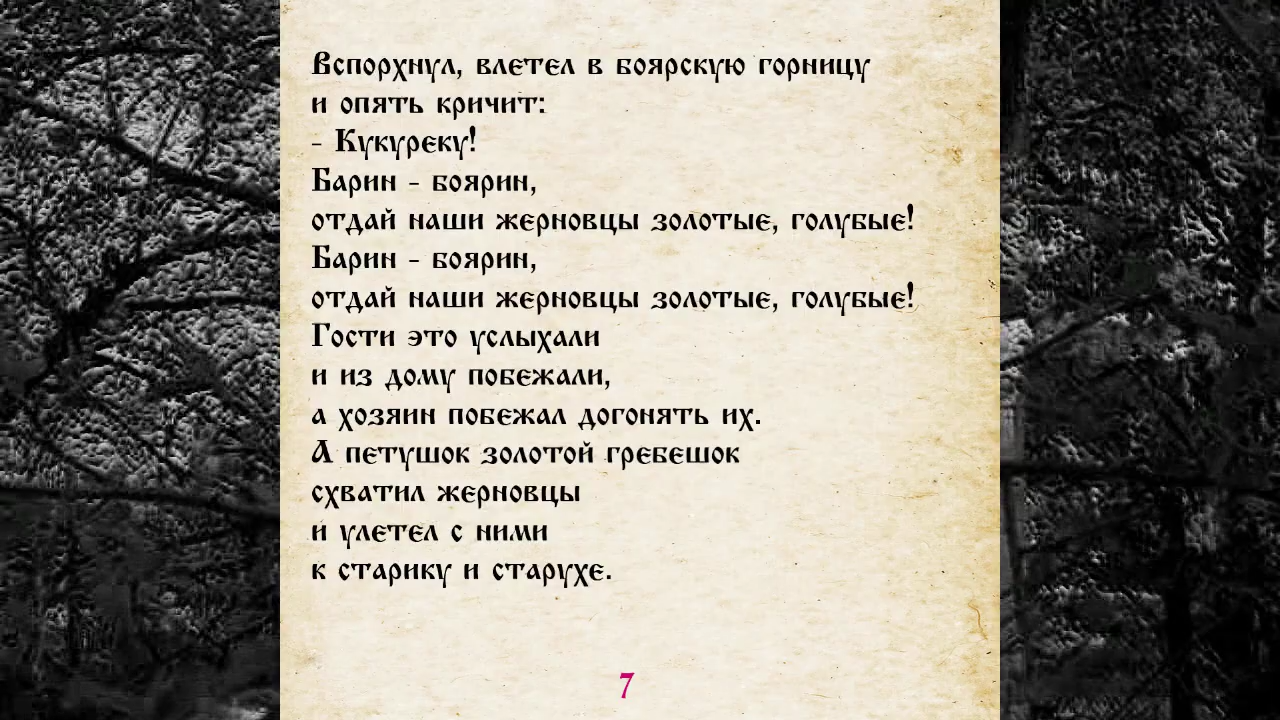 Вспорхнул, влетел в боярскую горницу
и опять кричит:
- Кукуреку!
Барин - боярин,
отдай наши жерновцы золотые, голубые!
Барин - боярин,
отдай наши жерновцы золотые, голубые!
Гости это услыхали
и из дому побежали,
а хозяин побежал догонять их.
А петушок золотой гребешок
схватил жерновцы
и улетел с ними
к старику и старухе.
7